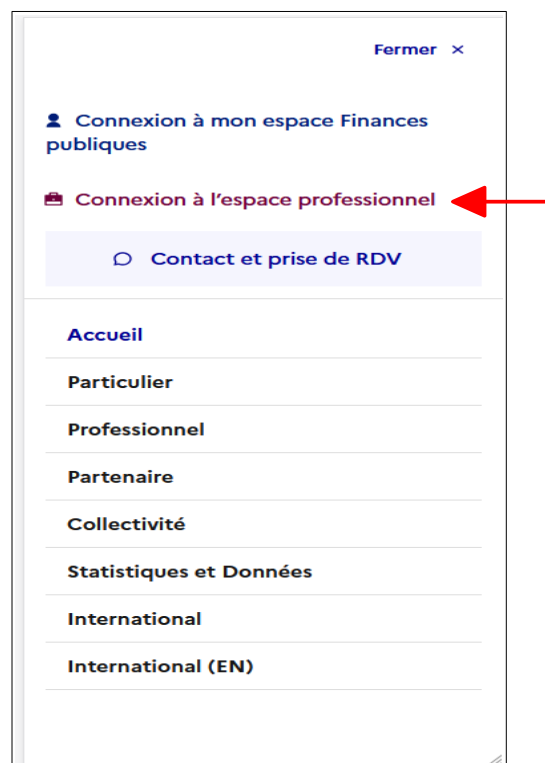 Fermer ×
Connexion à mon espace Finances
publiques
Connexion à l'espace professionnel
Contact et prise de RDV
Accueil
Particulier
Professionnel
Partenaire
Collectivité
Statistiques et Données
International
International (EN)